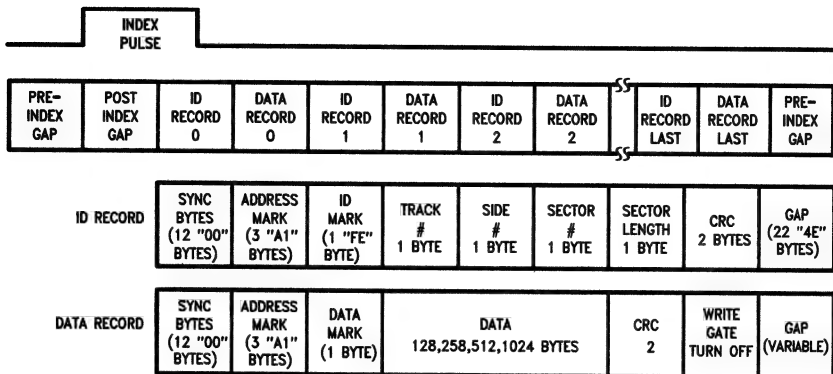 INDEX
PULSE
PRE-
INDEX
GAP
POST
INDEX
GAP
ID
RECORD
0
DATA
RECORD
0
ID
RECORD
1
DATA
RECORD
1
ID
RECORD
2
DATA
RECORD
2
ID
RECORD
LAST
DATA
RECORD
LAST
PRE-
INDEX
GAP
ID RECORD
SYNC
BYTES
(12 "00"
BYTES)
ADDRESS
MARK
(3 "A1"
BYTES)
ID
MARK
(1 "FE"
BYTE)
TRACK
#
1 BYTE
SIDE
#
1 BYTE
SECTOR
#
1 BYTE
SECTOR
LENGTH
1 BYTE
CRC
2 BYTES
GAP
(22 "4E"
BYTES)
DATA RECORD
SYNC
BYTES
(12 "00"
BYTES)
ADDRESS
MARK
(3 "A1"
BYTES)
DATA
MARK
(1 BYTE)
DATA
128,258,512,1024 BYTES
CRC
2
WRITE
GATE
TURN OFF
GAP
(VARIABLE)